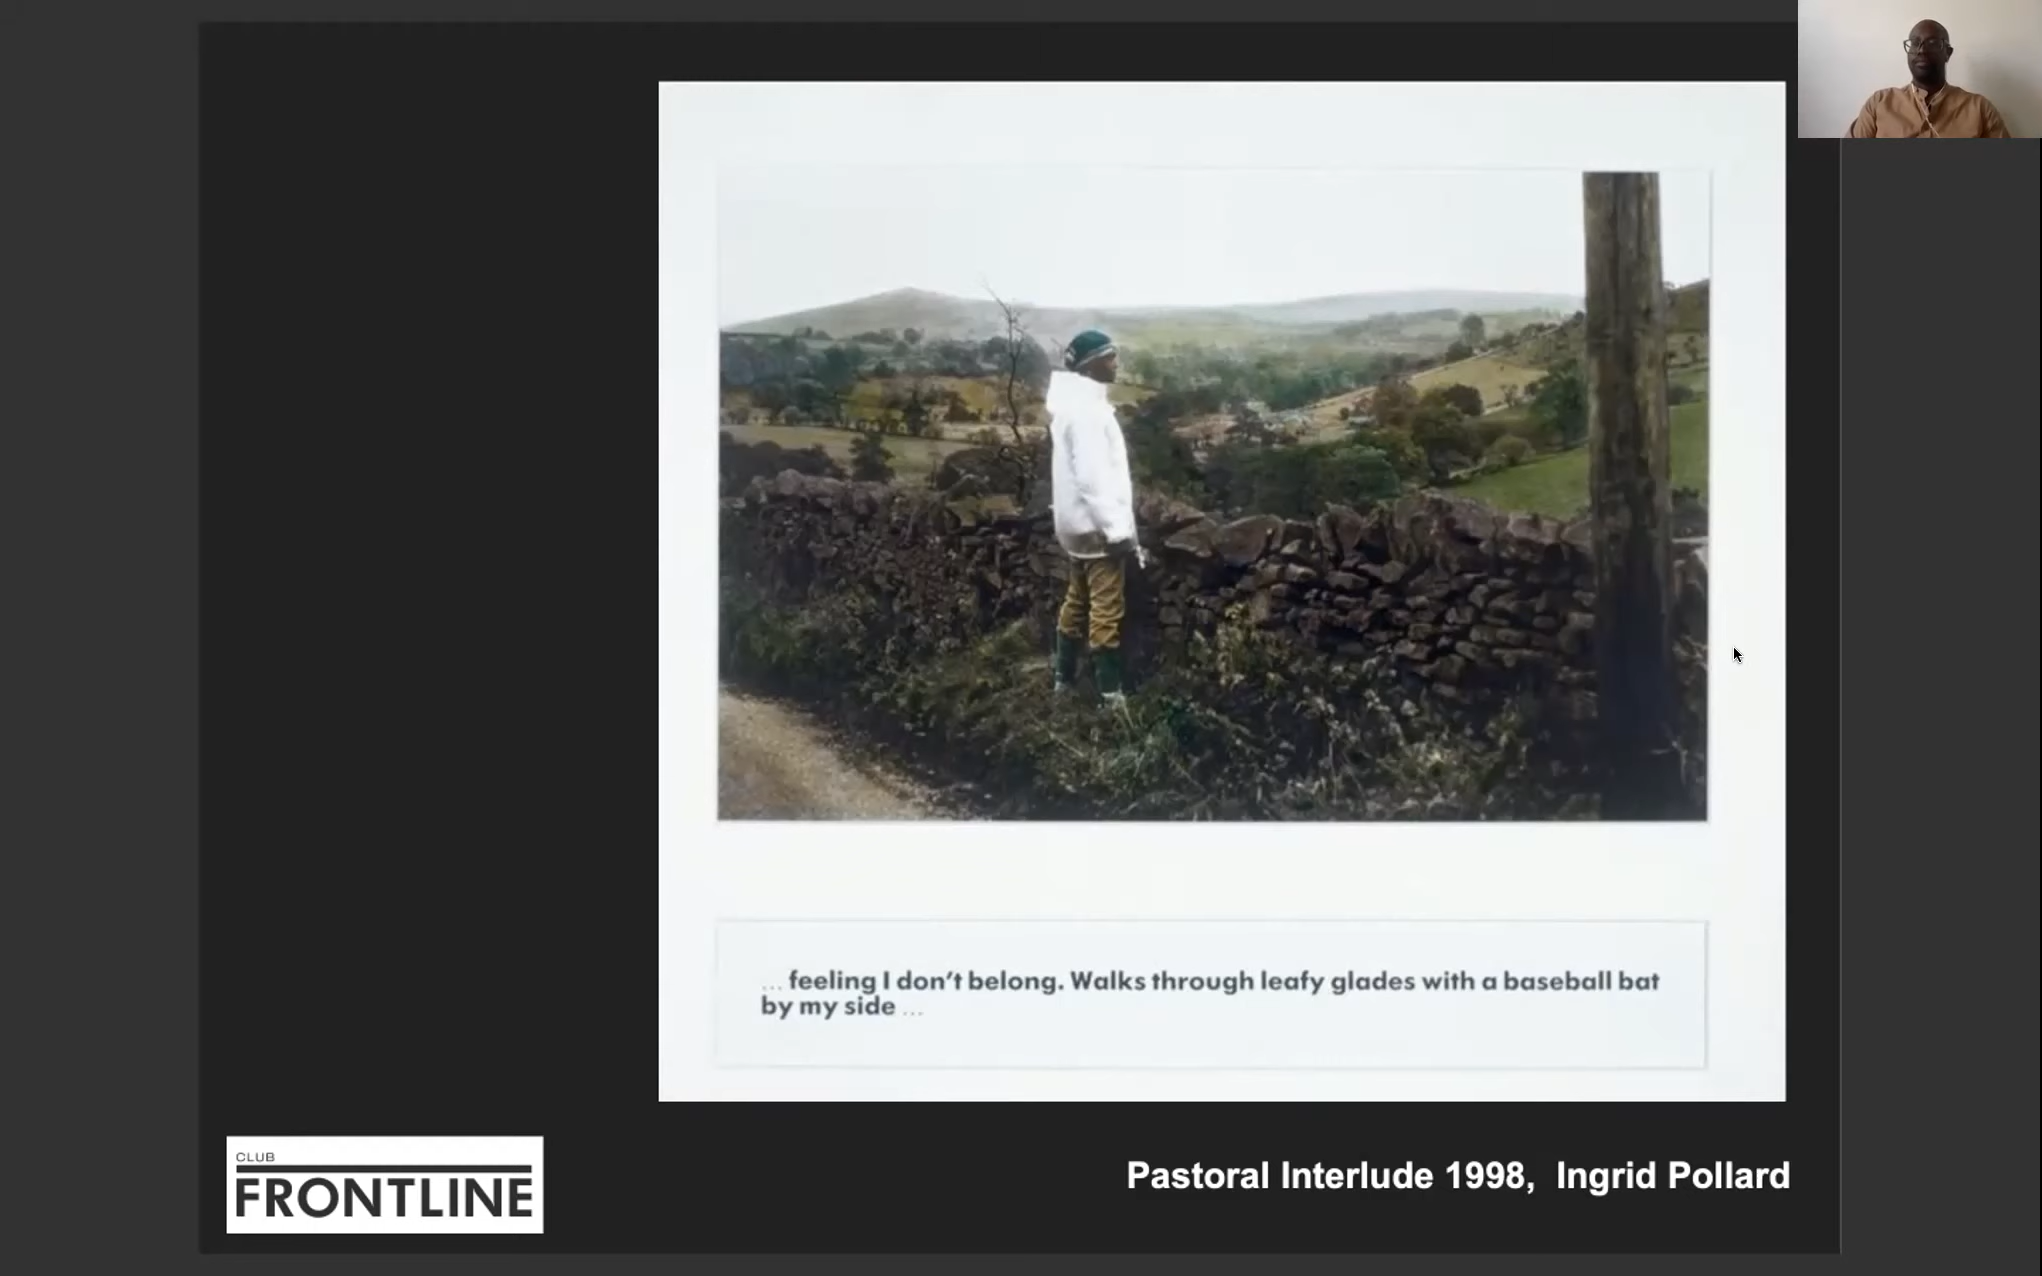 ... feeling I don't belong. Walks through leafy glades with a baseball bat
by my side ...
CLUB
FRONTLINE
Pastoral Interlude 1998,  Ingrid Pollard